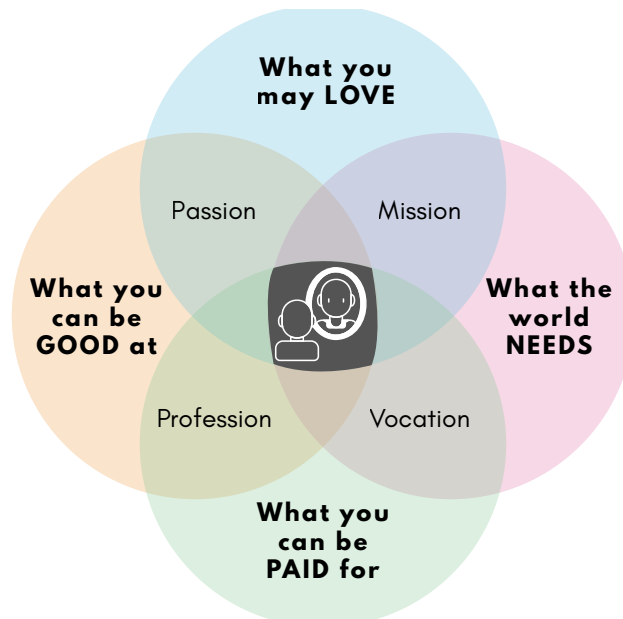 What you
may LOVE
Passion
Mission
What you
can be
GOOD at
What the
world
NEEDS
Profession
Vocation
What you
can be
PAID for